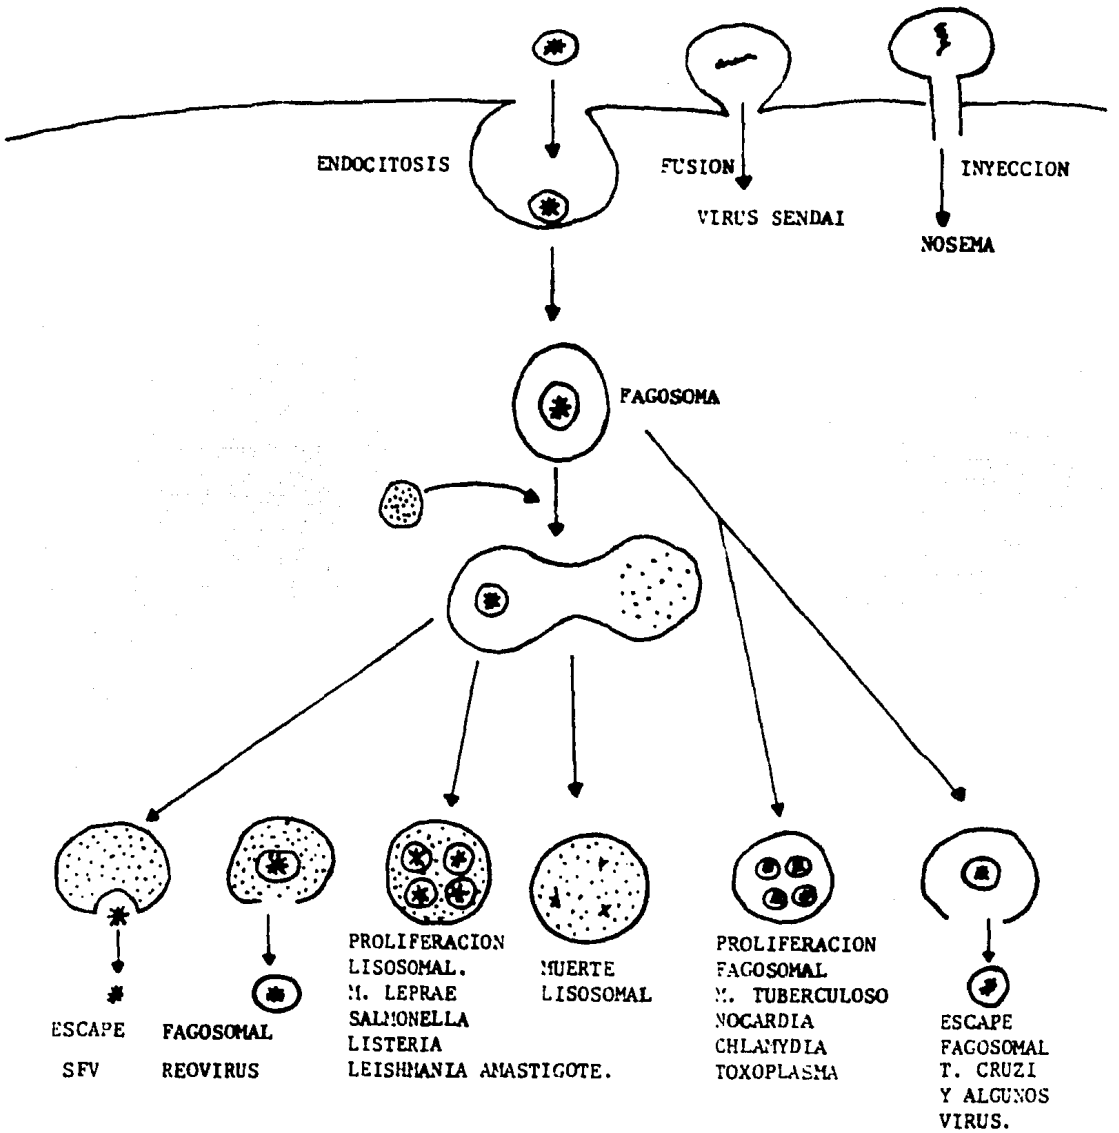 ENDOCITOSIS
FUSION
VIRUS SENDAI
INYECCION
NOSEMA
FAGOSOMA
ESCAPE FAGOSOMAL
SFV
REOVIRUS
PROLIFERACION
LISOSOMAL.
M. LEPRAE
SALMONELLA
LISTERIA
LEISHMANIA AMASTIGOTE.
MUERTE
LISOSOMAL
PROLIFERACION
FAGOSOMAL
M. TUBERCULOSO
NOCARDIA
CHLAMYDIA
TOXOPLASMA
ESCAPE
FAGOSOMAL
T. CRUZI
Y ALGUNOS
VIRUS.